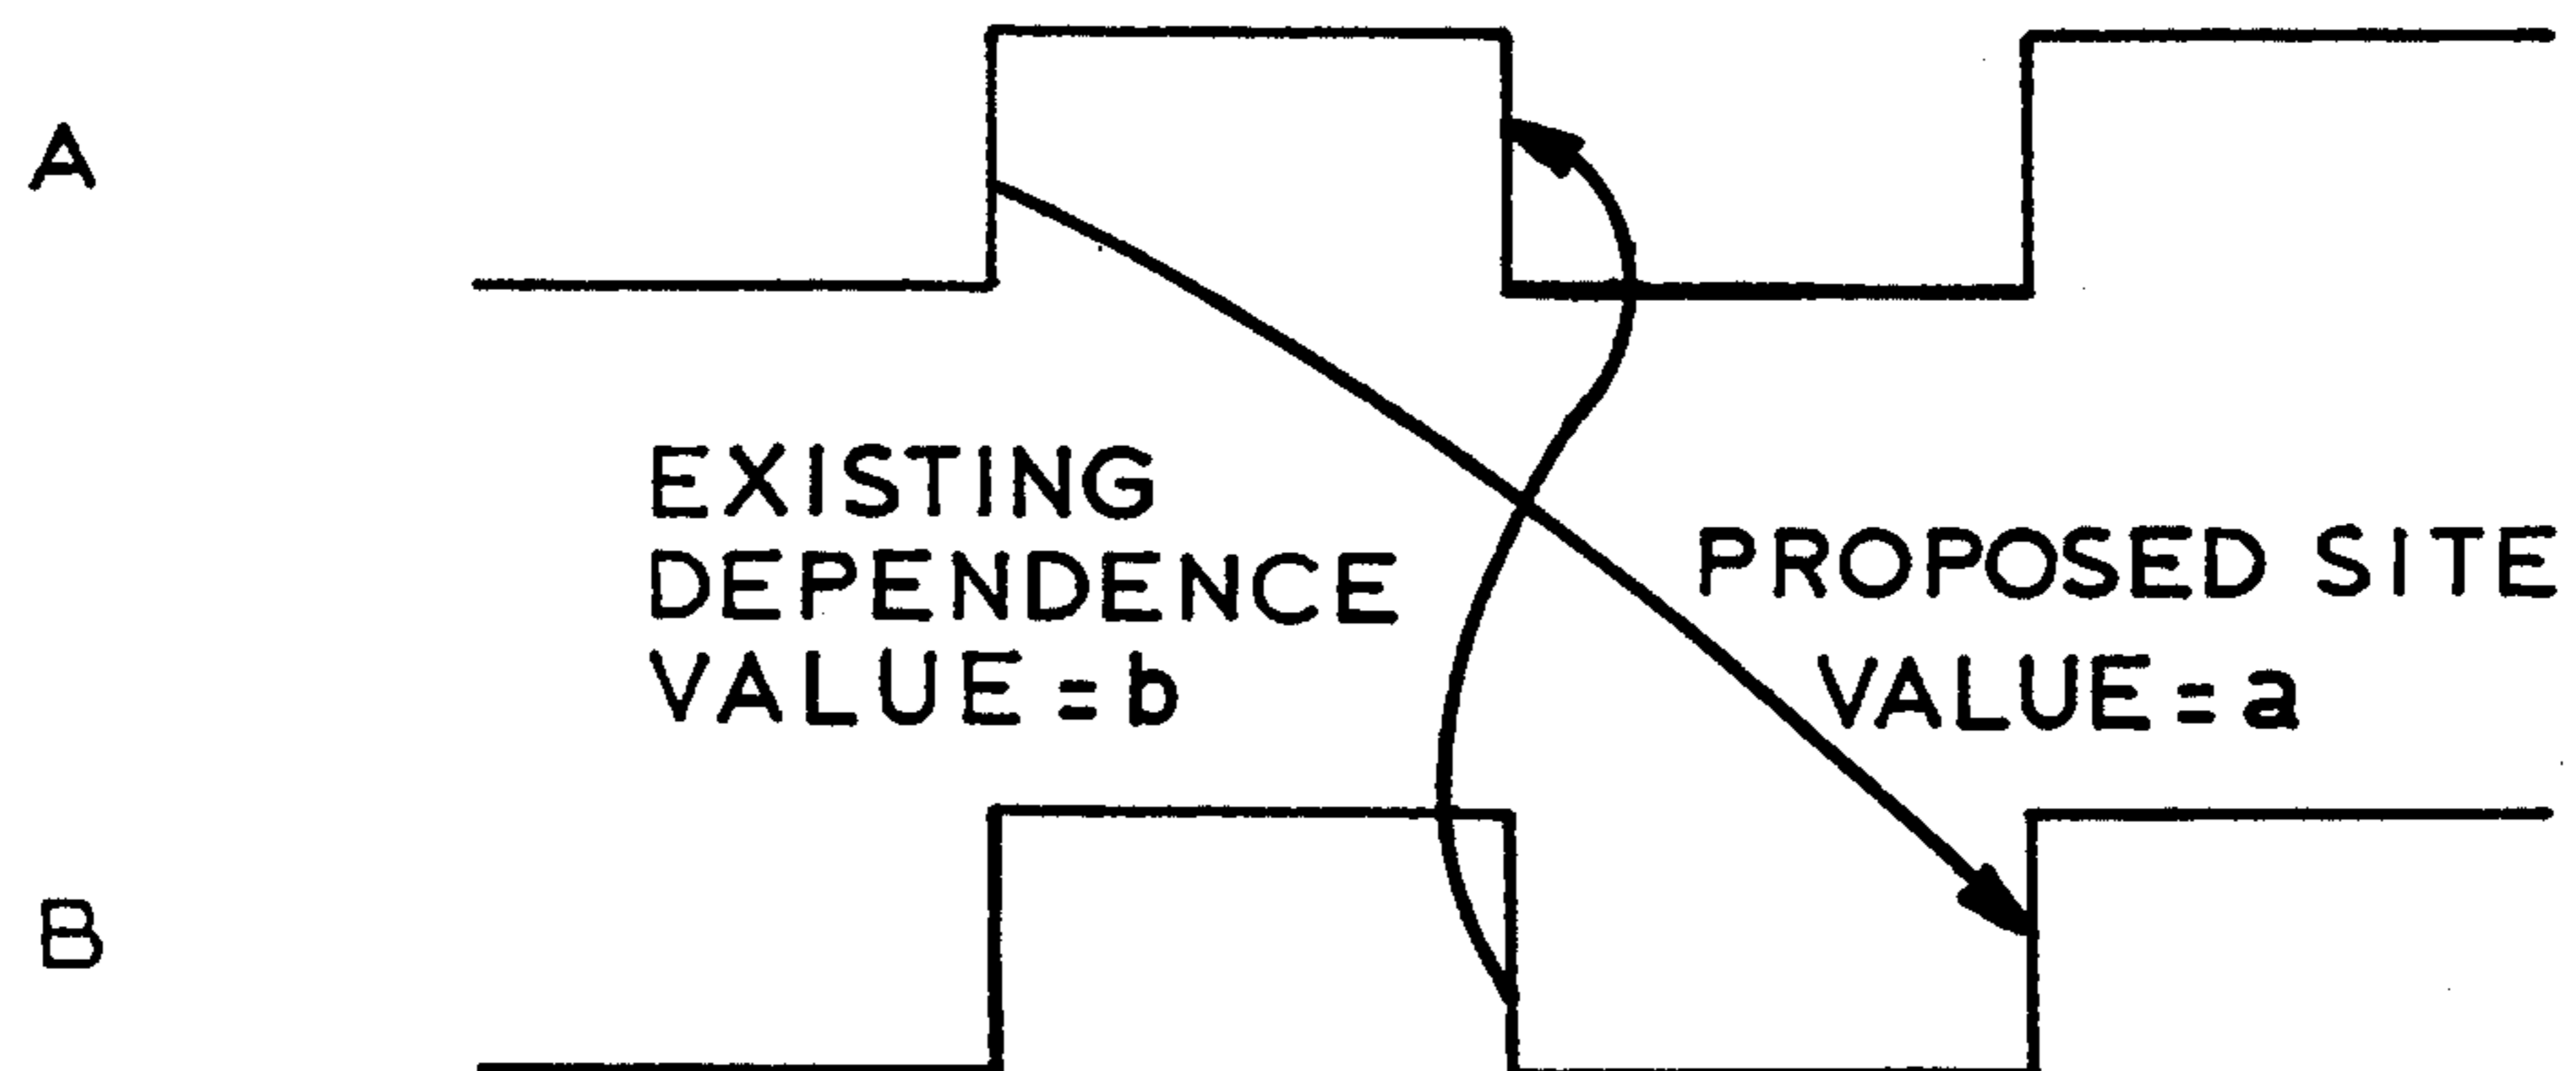 A
EXISTING
DEPENDENCE
VALUE = b
PROPOSED SITE
VALUE = a
B